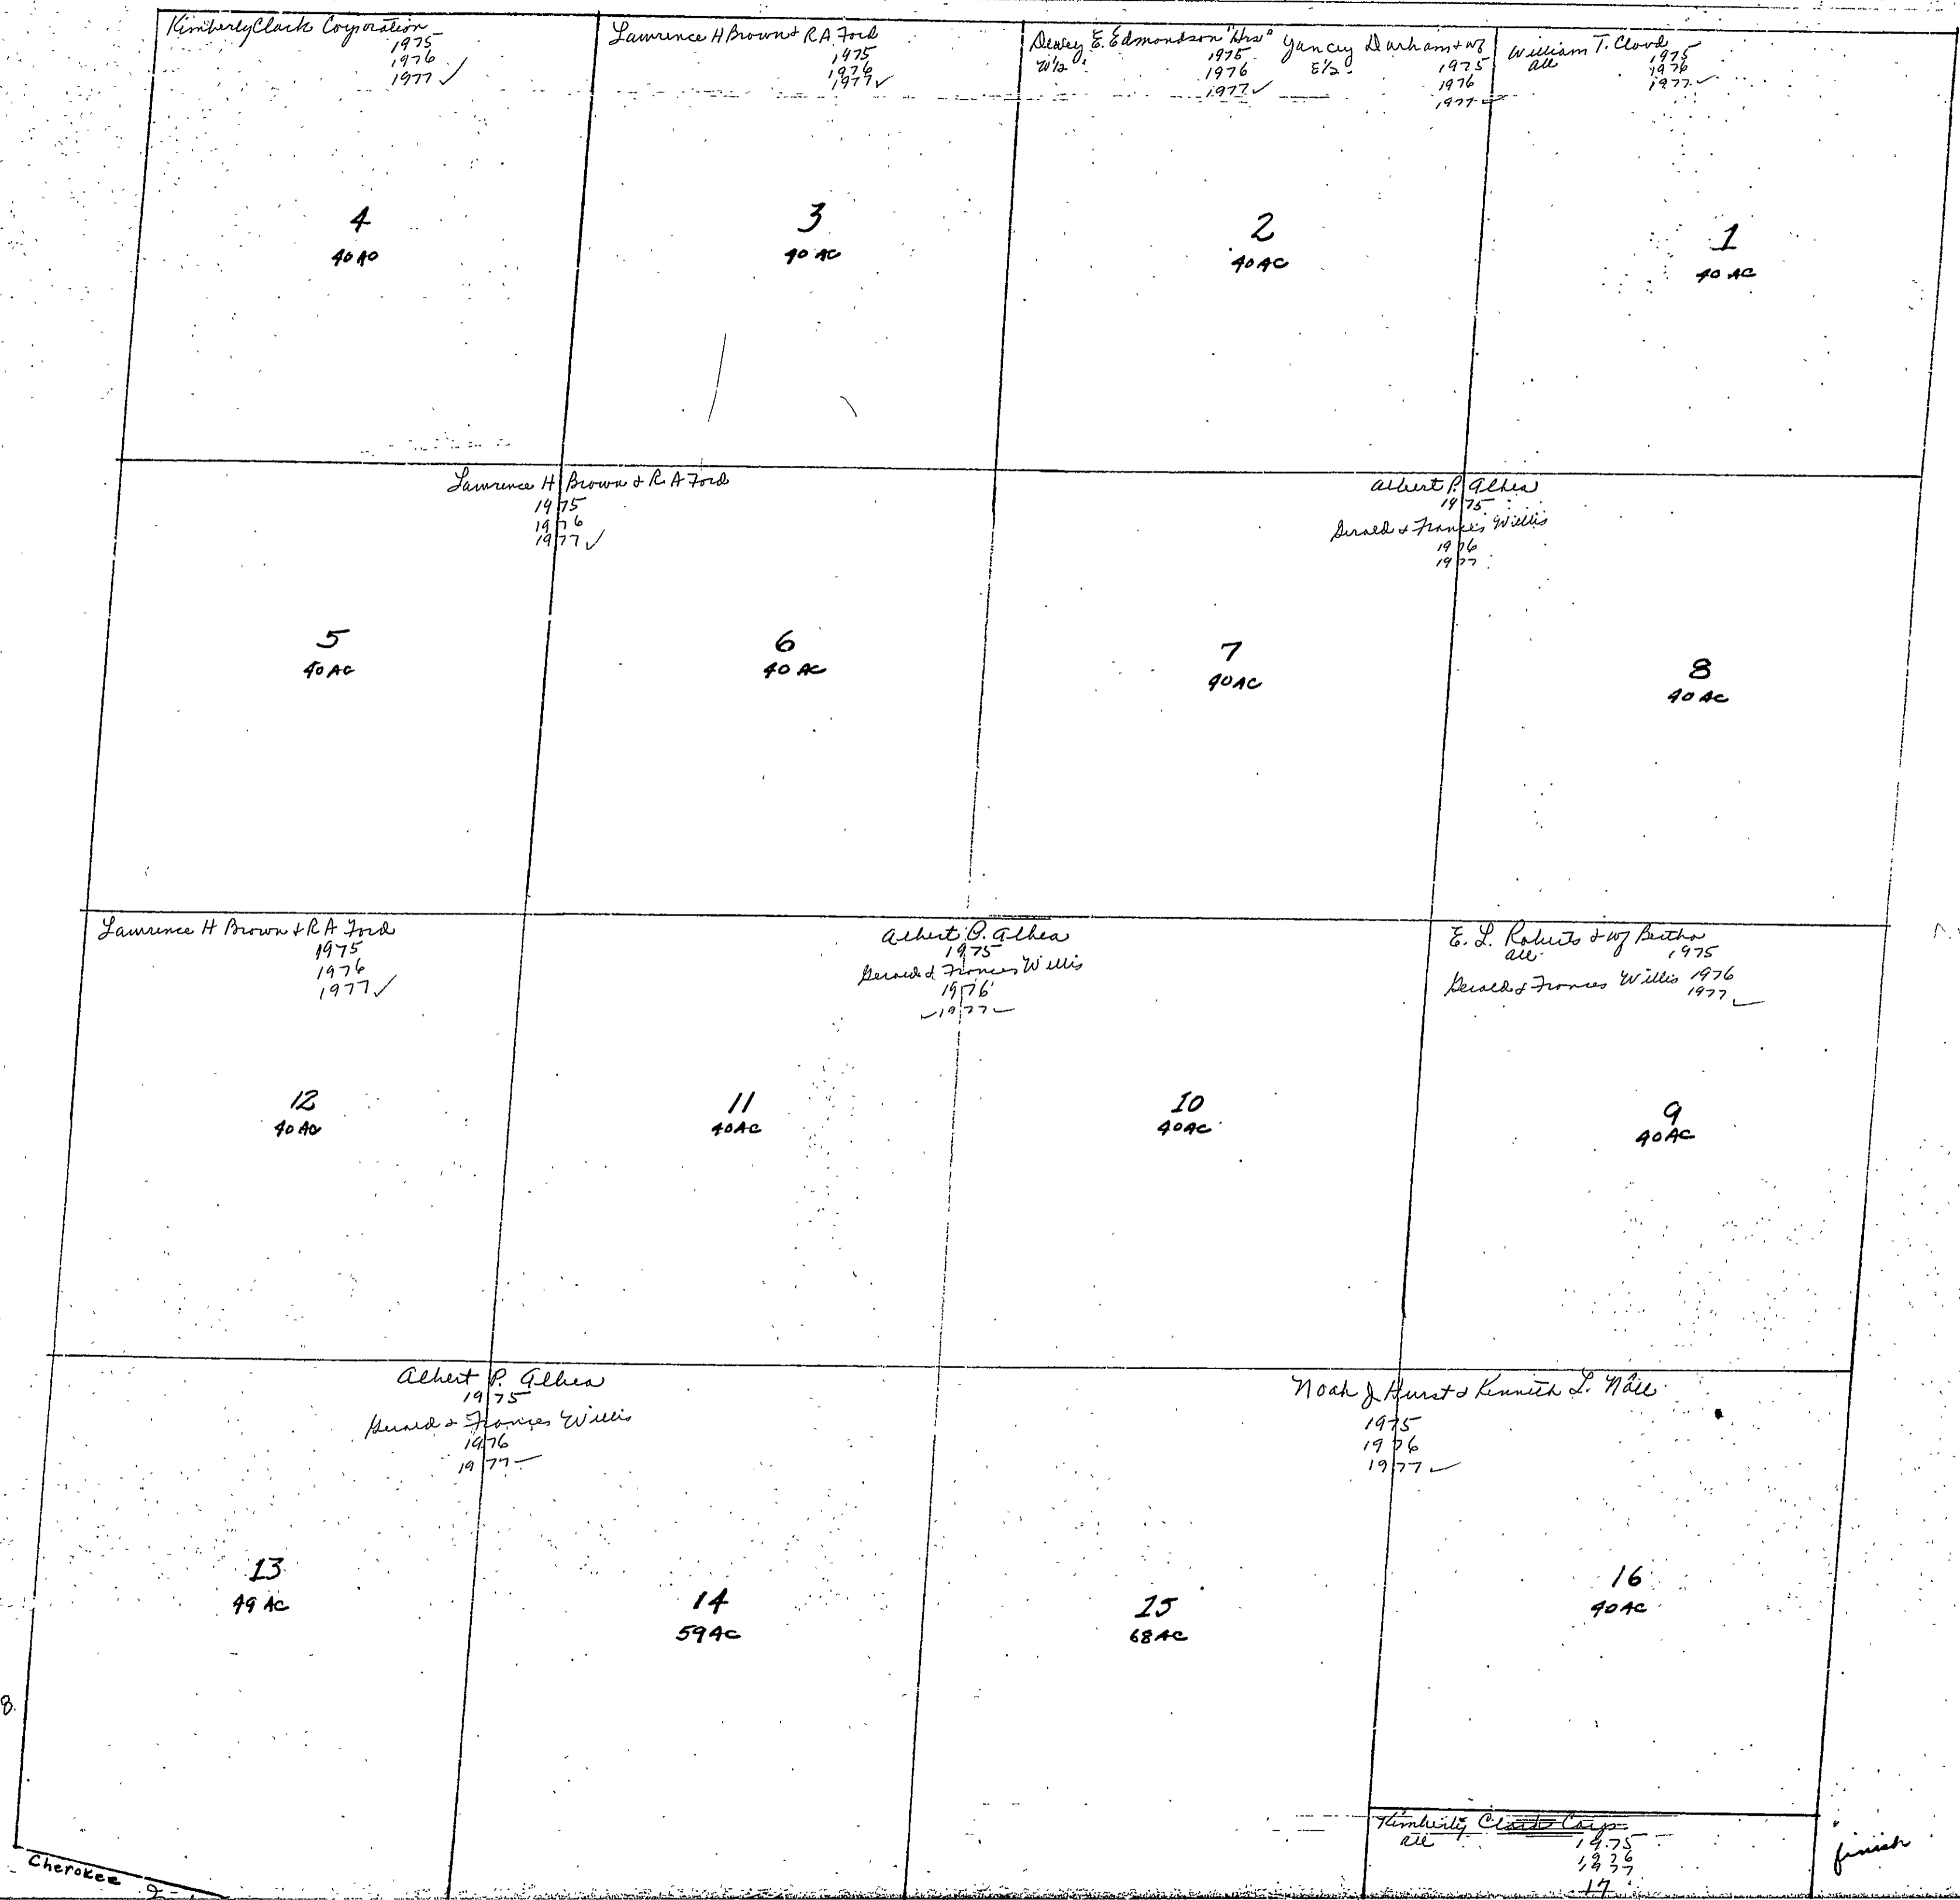 Kimberly Clark Corporation
1975
1976
1977 ✓
Lawrence H Brown & R A Ford
1975
1976
1977 ✓
Dewey E. Edmondson "Hrs"
W½
1975
1976
1977 ✓
Yancey Durham & wf
E½
1975
1976
1977 ✓
William T. Cloud
all
1975
1976
1977 ✓
4
40 AC
3
40 AC
2
40 AC
1
40 AC
Lawrence H Brown & R A Ford
1975
1976
1977 ✓
Albert P. Allea
1975
Gerald & Frances Willis
1976
1977
5
40 AC
6
40 AC
7
40 AC
8
40 AC
Lawrence H Brown & R A Ford
1975
1976
1977 ✓
Albert P. Allea
1975
Gerald & Frances Willis
1976
✓ 1977 ✓
E. L. Roberts & wf Bertha
all 1975
Gerald & Frances Willis 1976
1977 ✓
12
40 AC
11
40 AC
10
40 AC
9
40 AC
Albert P. Allea
1975
Gerald & Frances Willis
1976
1977 ✓
Noah J Hurst & Kenneth L. Nall
1975
1976
1977 ✓
13
49 AC
14
59 AC
15
68 AC
16
40 AC
8.
Kimberly Clark Corp
all
1975
1976
1977
17
finish
Cherokee